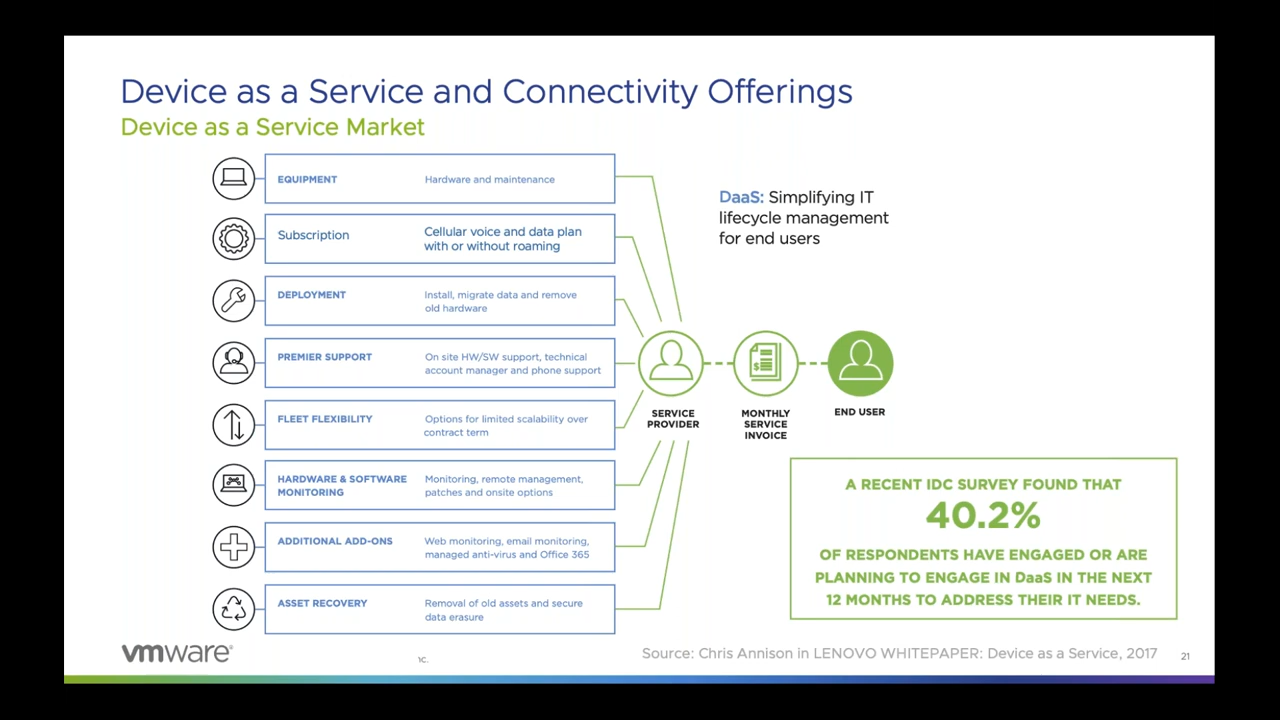 Device as a Service and Connectivity Offerings
Device as a Service Market
EQUIPMENT
Hardware and maintenance
Subscription
Cellular voice and data plan
with or without roaming
DEPLOYMENT
Install, migrate data and remove
old hardware
PREMIER SUPPORT
On site HW/SW support, technical
account manager and phone support
FLEET FLEXIBILITY
Options for limited scalability over
contract term
HARDWARE & SOFTWARE
MONITORING
Monitoring, remote management,
patches and onsite options
ADDITIONAL ADD-ONS
Web monitoring, email monitoring,
managed anti-virus and Office 365
ASSET RECOVERY
Removal of old assets and secure
data erasure
DaaS: Simplifying IT
lifecycle management
for end users
SERVICE
PROVIDER
$
MONTHLY
SERVICE
INVOICE
END USER
A RECENT IDC SURVEY FOUND THAT
40.2%
OF RESPONDENTS HAVE ENGAGED OR ARE
PLANNING TO ENGAGE IN DaaS IN THE NEXT
12 MONTHS TO ADDRESS THEIR IT NEEDS.
vmware®
Source: Chris Annison in LENOVO WHITEPAPER: Device as a Service, 2017
21